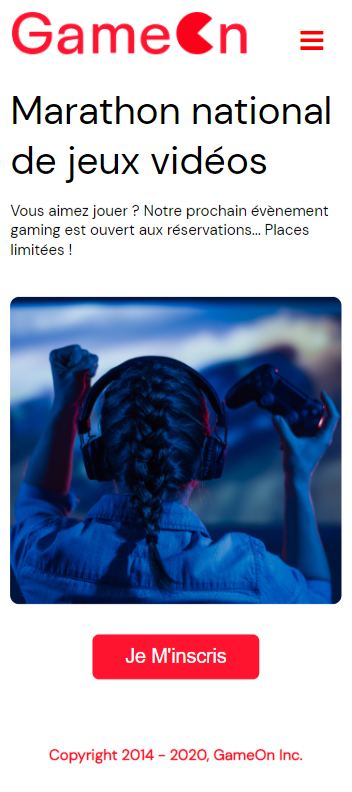 GameOn
Marathon national
de jeux vidéos
Vous aimez jouer ? Notre prochain évènement
gaming est ouvert aux réservations... Places
limitées !
Je M'inscris
Copyright 2014 - 2020, GameOn Inc.